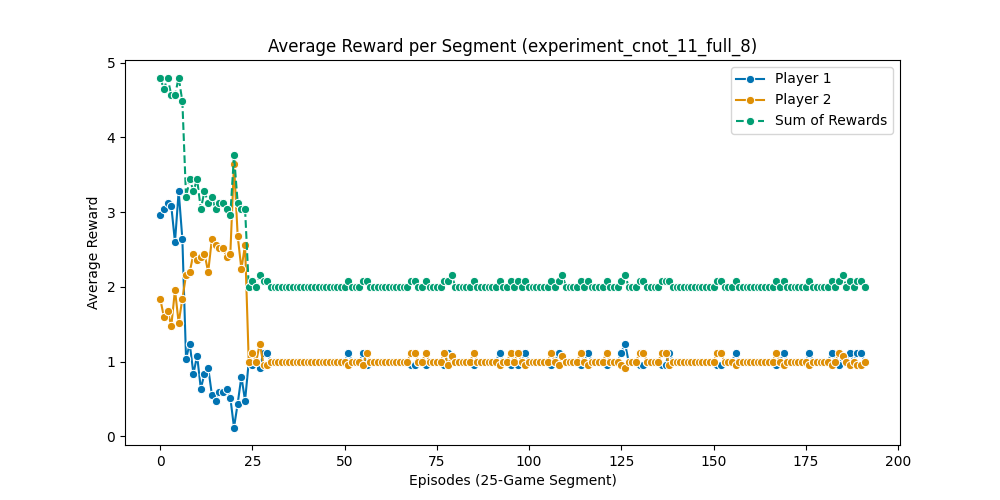 Average Reward per Segment (experiment_cnot_11_full_8)
Player 1
Player 2
Sum of Rewards
Average Reward
5
4
3
2
1
0
0 25 50 75 100 125 150 175 200
Episodes (25-Game Segment)